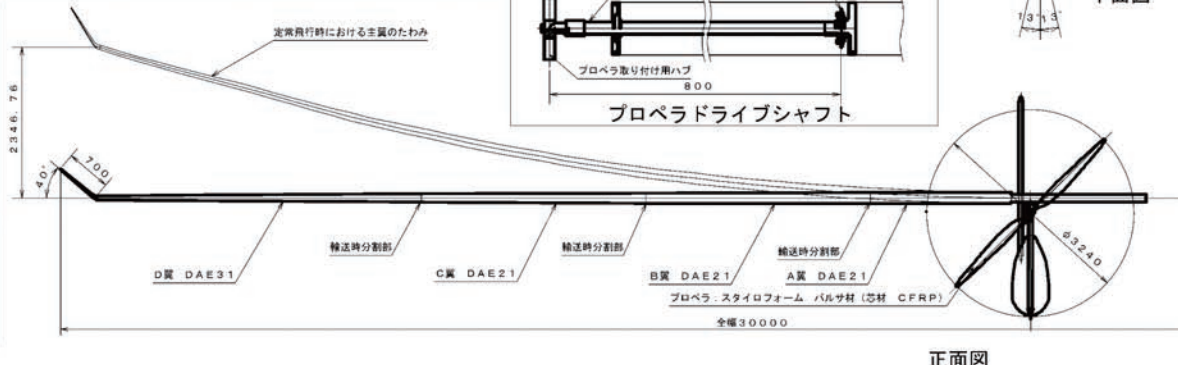 平面図
13°13°
定常飛行時における主翼のたわみ
プロペラ取り付け用ハブ
800
プロペラドライブシャフト
2346.76
40°
700
φ3240
輸送時分割部
輸送時分割部
輸送時分割部
D翼 DAE31
C翼 DAE21
B翼 DAE21
A翼 DAE21
プロペラ:スタイロフォーム バルサ材(芯材 CFRP)
全幅30000
正面図